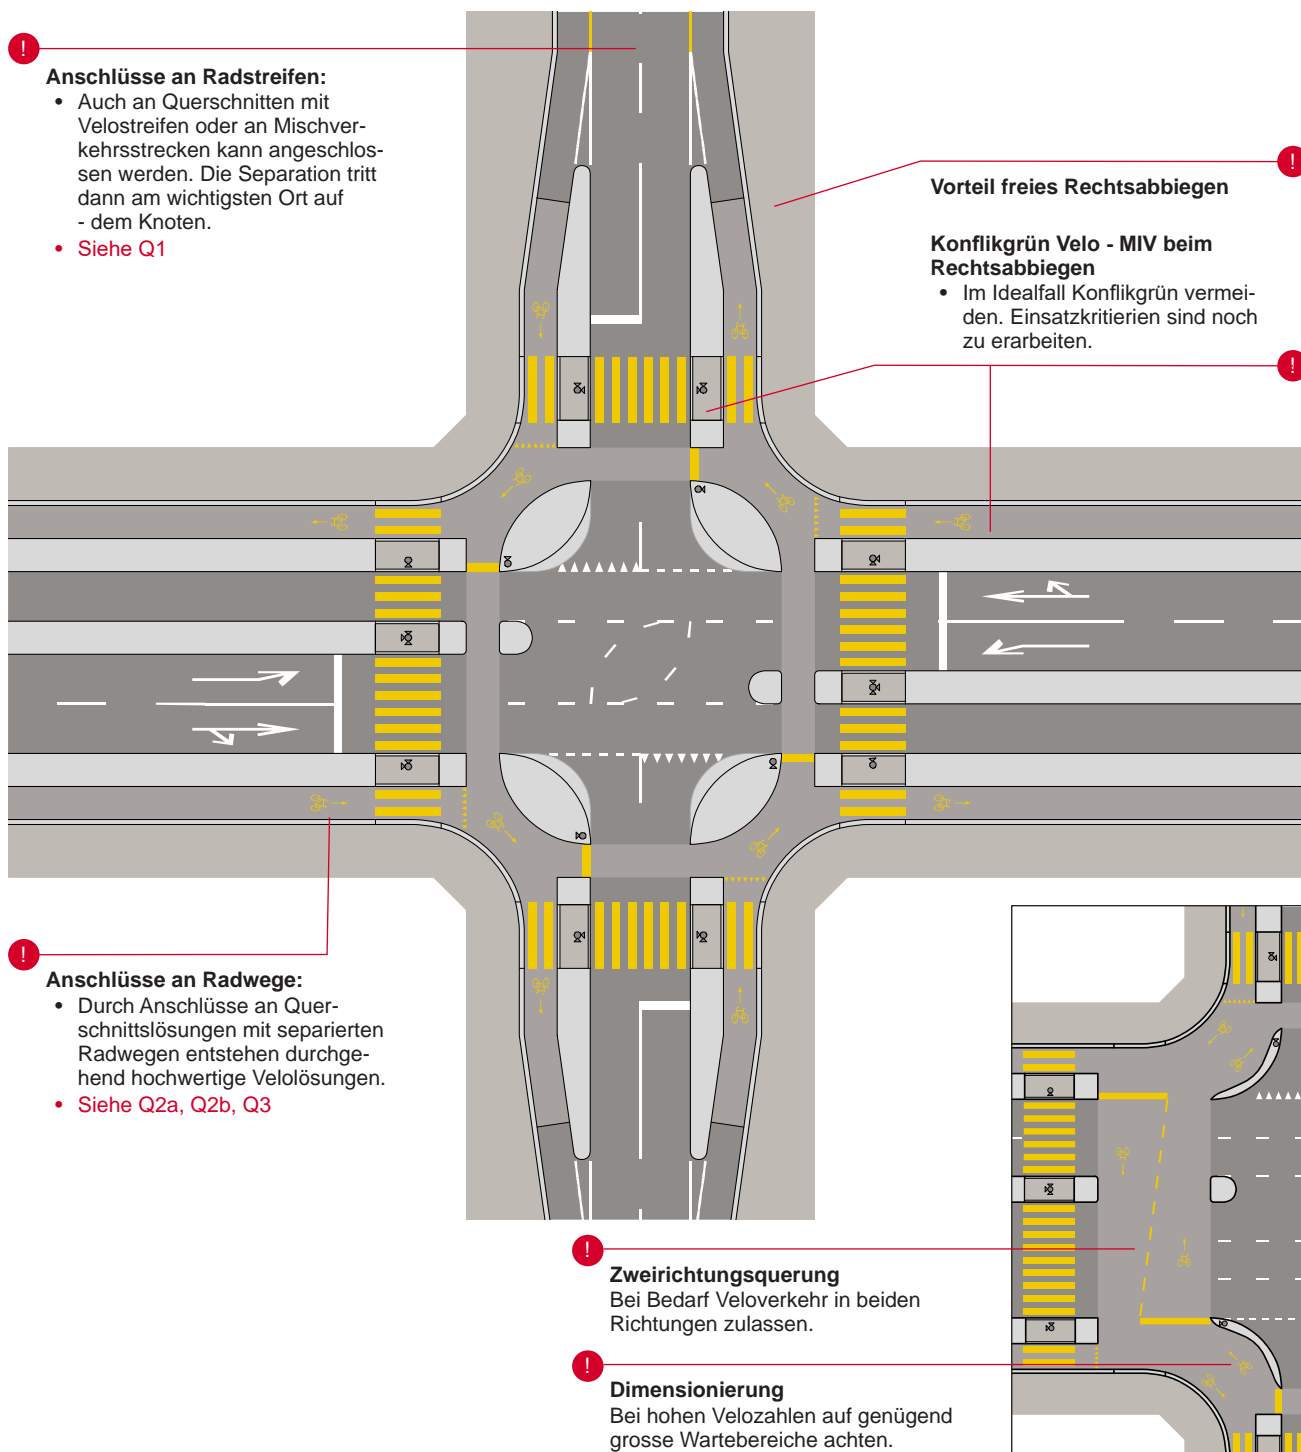 !
Anschlüsse an Radstreifen:
• Auch an Querschnitten mit
Velostreifen oder an Mischver-
kehrsstrecken kann angeschlos-
sen werden. Die Separation tritt
dann am wichtigsten Ort auf
- dem Knoten.
• Siehe Q1
!
Vorteil freies Rechtsabbiegen
Konflikgrün Velo - MIV beim
Rechtsabbiegen
• Im Idealfall Konflikgrün vermei-
den. Einsatzkritierien sind noch
zu erarbeiten.
!
!
Anschlüsse an Radwege:
• Durch Anschlüsse an Quer-
schnittslösungen mit separierten
Radwegen entstehen durchge-
hend hochwertige Velolösungen.
• Siehe Q2a, Q2b, Q3
!
Zweirichtungsquerung
Bei Bedarf Veloverkehr in beiden
Richtungen zulassen.
!
Dimensionierung
Bei hohen Velozahlen auf genügend
grosse Wartebereiche achten.